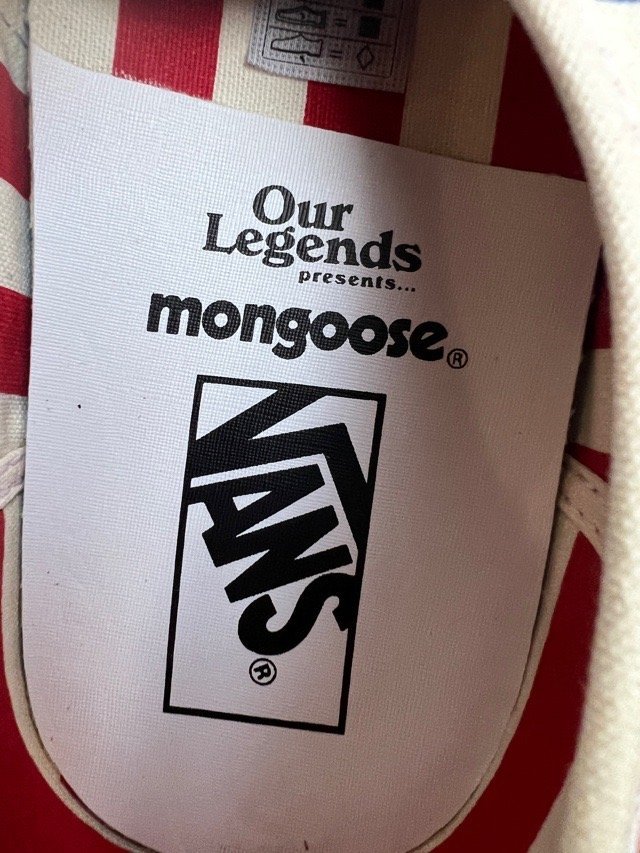 Our
Legends
presents...
mongoose®
VANS
®